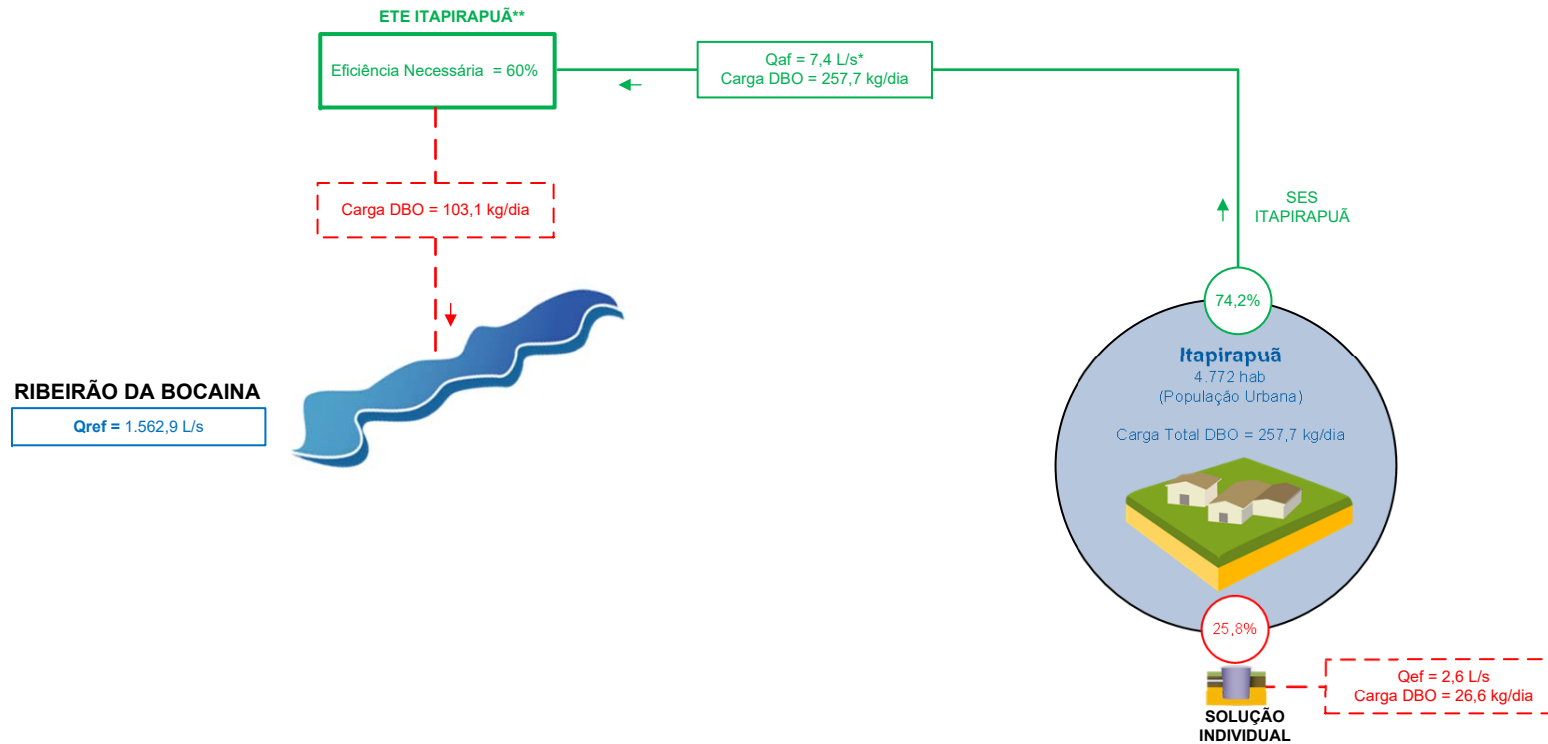 ETE ITAPIRAPUÃ**
Eficiência Necessária = 60%
Qaf = 7,4 L/s*
Carga DBO = 257,7 kg/dia
Carga DBO = 103,1 kg/dia
SES
ITAPIRAPUÃ
74,2%
Itapirapuã
4.772 hab
(População Urbana)
Carga Total DBO = 257,7 kg/dia
RIBEIRÃO DA BOCAINA
Qref = 1.562,9 L/s
25,8%
Qef = 2,6 L/s
Carga DBO = 26,6 kg/dia
SOLUÇÃO
INDIVIDUAL